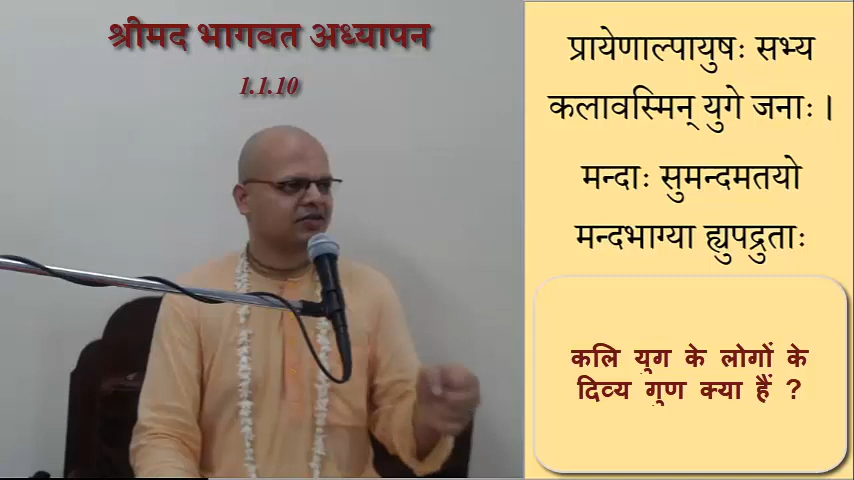 श्रीमद भागवत अध्यापन
1.1.10
प्रायेणाल्पायुषः सभ्य
कलावस्मिन् युगे जनाः ।
मन्दाः सुमन्दमतयो
मन्दभाग्या ह्युपद्रुताः
कलि युग के लोगों के
दिव्य गुण क्या हैं ?